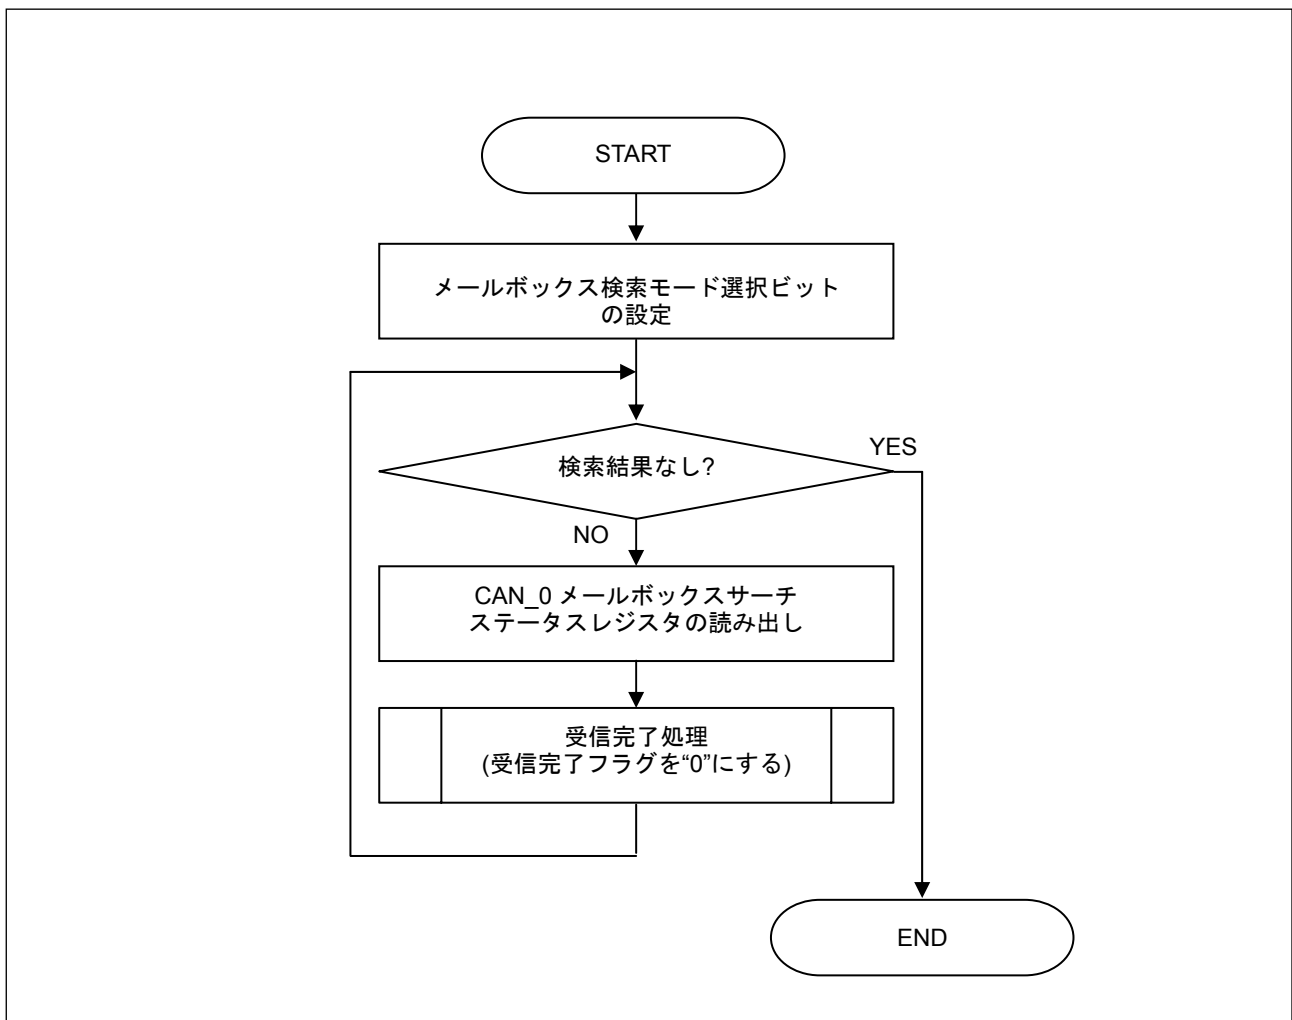 START
メールボックス検索モード選択ビット
の設定
検索結果なし?
YES
NO
CAN_0 メールボックスサーチ
ステータスレジスタの読み出し
受信完了処理
(受信完了フラグを“0”にする)
END